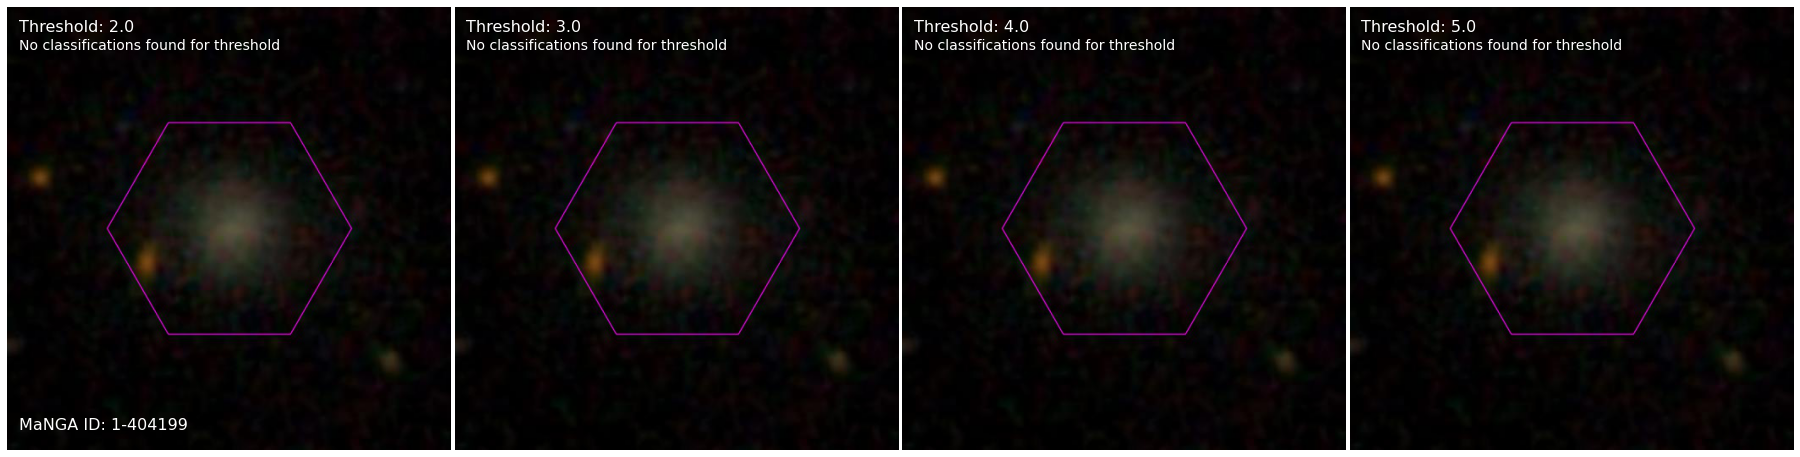 Threshold: 2.0
No classifications found for threshold
MaNGA ID: 1-404199
Threshold: 3.0
No classifications found for threshold
Threshold: 4.0
No classifications found for threshold
Threshold: 5.0
No classifications found for threshold